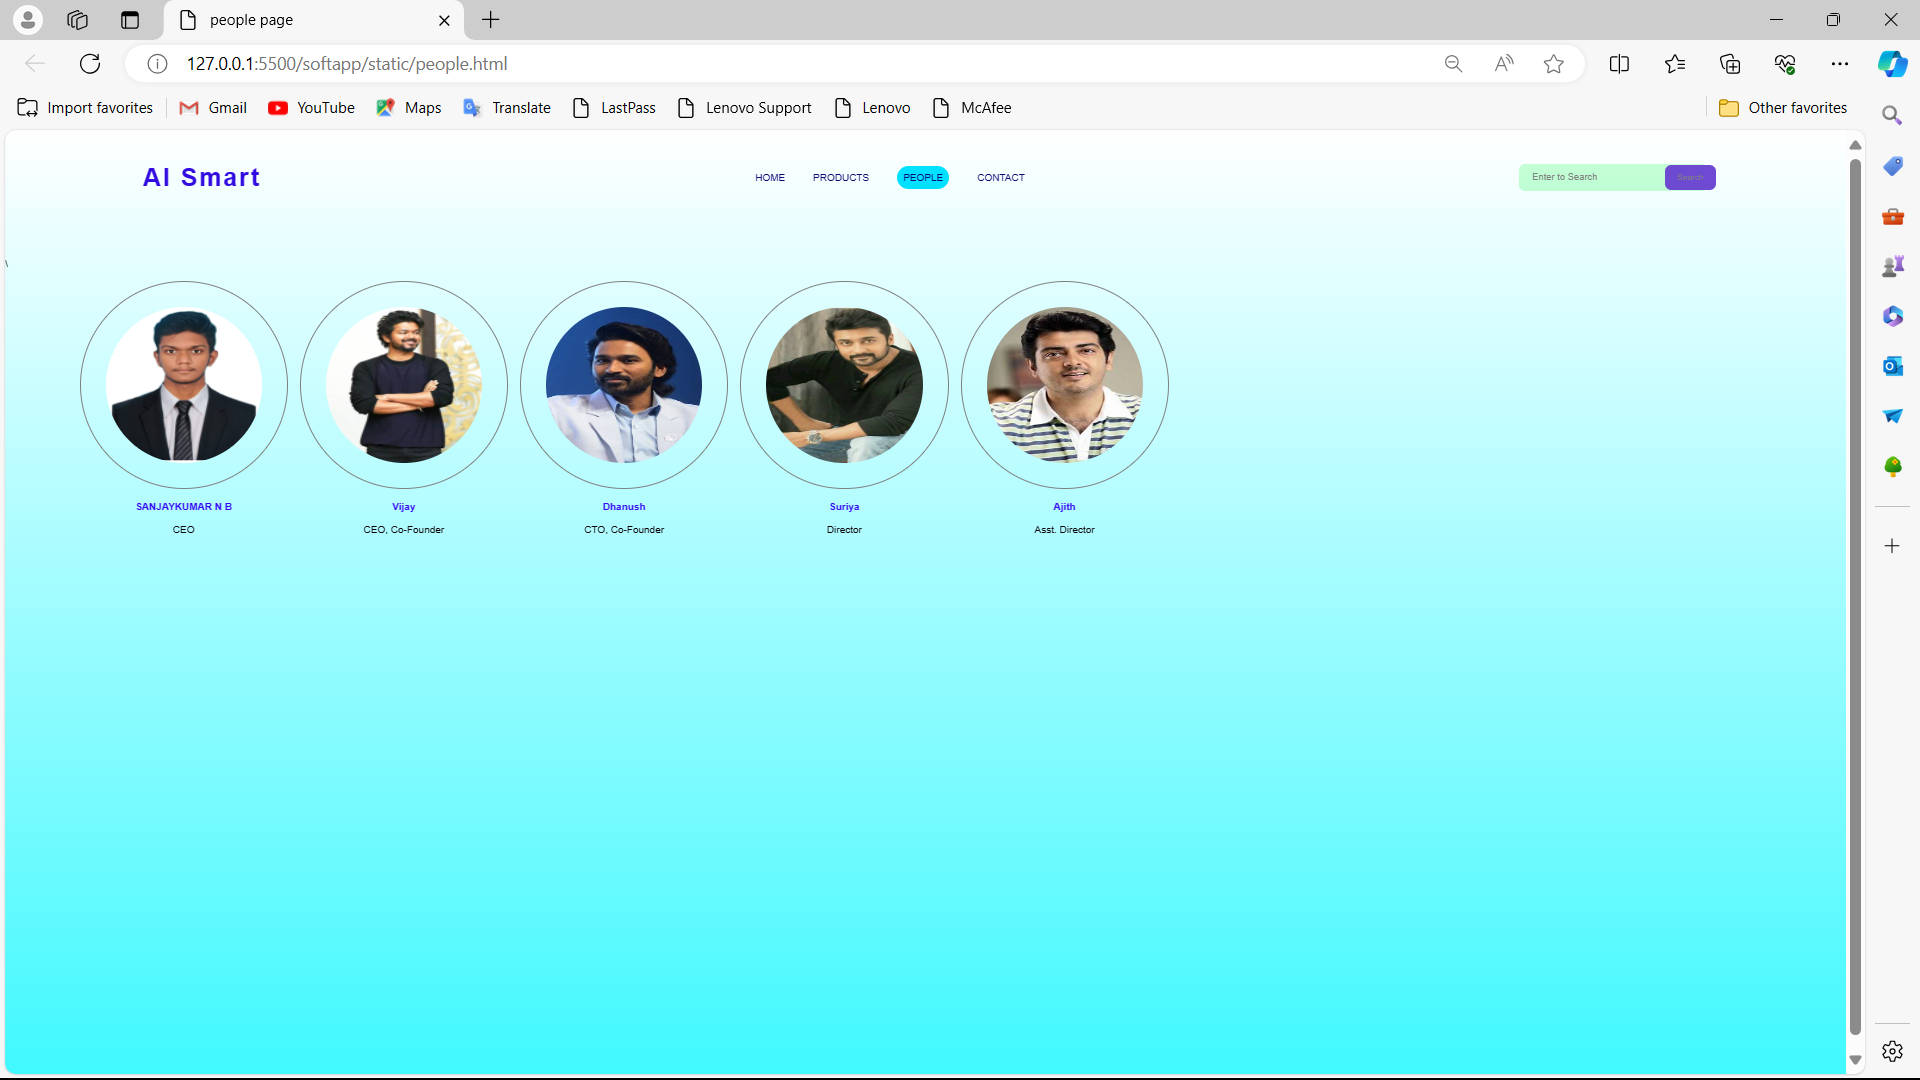 people page
127.0.0.1:5500/softapp/static/people.html
Import favorites Gmail YouTube Maps Translate LastPass Lenovo Support Lenovo McAfee Other favorites
AI Smart
HOME PRODUCTS PEOPLE CONTACT
Enter to Search Search
\
SANJAYKUMAR N B Vijay Dhanush Suriya Ajith
CEO CEO, Co-Founder CTO, Co-Founder Director Asst. Director